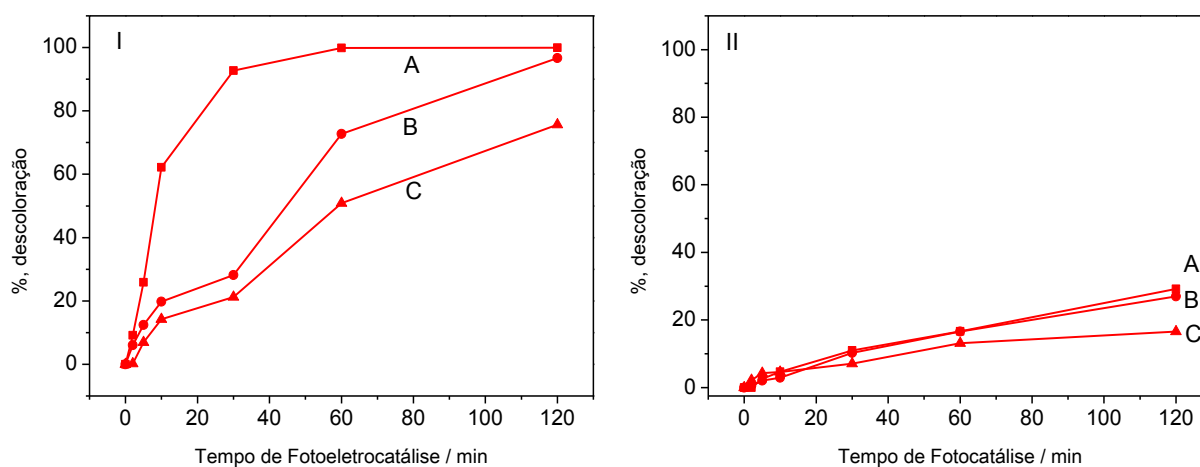 I
100
80
60
40
20
0
%, descoloração
A
B
C
0 20 40 60 80 100 120
Tempo de Fotoeletrocatálise / min
II
100
80
60
40
20
0
%, descoloração
A
B
C
0 20 40 60 80 100 120
Tempo de Fotocatálise / min